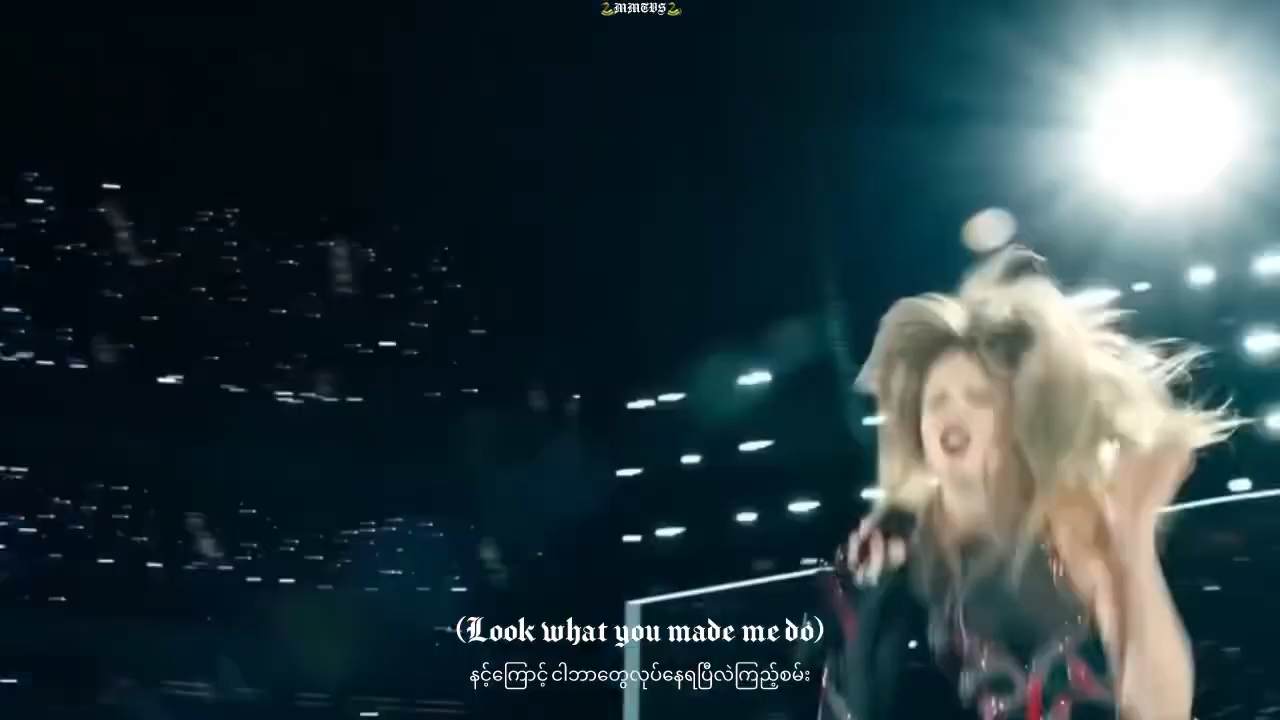 🐍MMTVS🐍
(Look what you made me do)
နင့်ကြောင့် ငါဘာတွေလုပ်နေရပြီလဲကြည့်စမ်း